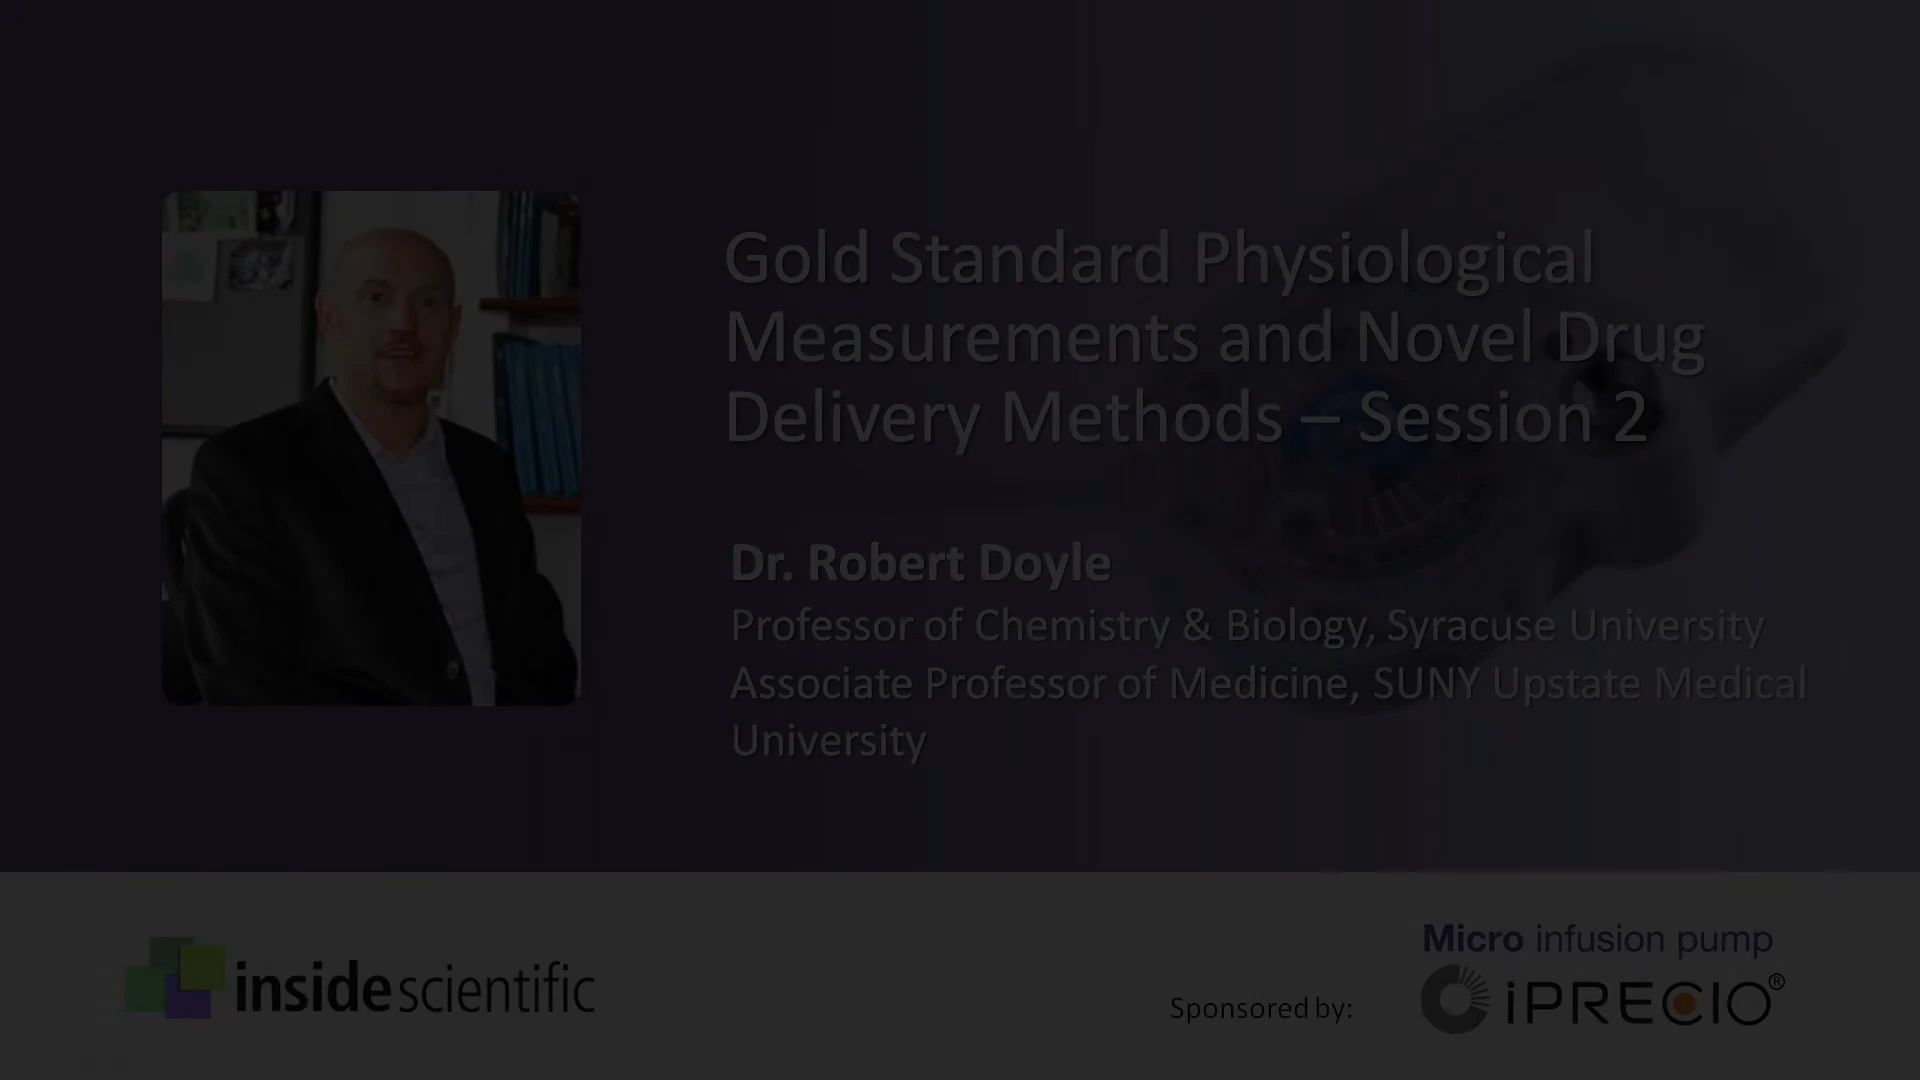 Gold Standard Physiological
Measurements and Novel Drug
Delivery Methods – Session 2
Dr. Robert Doyle
Professor of Chemistry & Biology, Syracuse University
Associate Professor of Medicine, SUNY Upstate Medical
University
insidescientific
Sponsored by:
Micro infusion pump
iPRECIO®